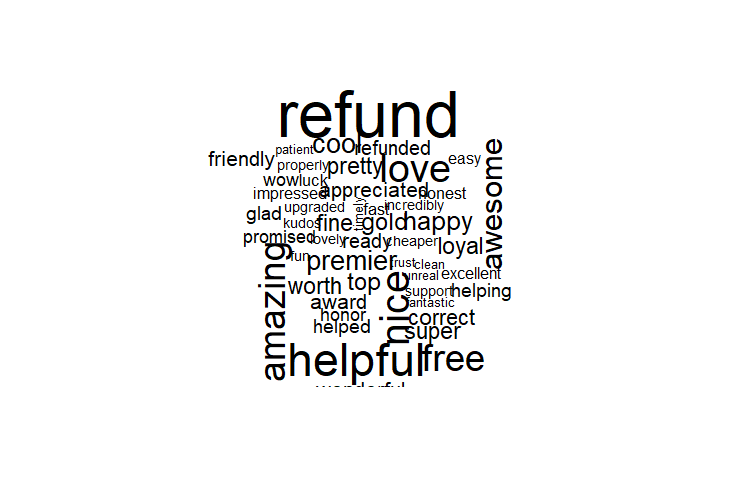 refund
patient
cool
refunded
friendly
properly
pretty
love
easy
awesome
wow
luck
impressed
appreciated
honest
upgraded
timely
fast
incredibly
glad
kudos
fine
gold
happy
promised
lovely
ready
cheaper
loyal
fun
premier
clean
unreal
excellent
amazing
worth
top
nice
support
helping
award
fantastic
honor
correct
helped
super
helpful
free